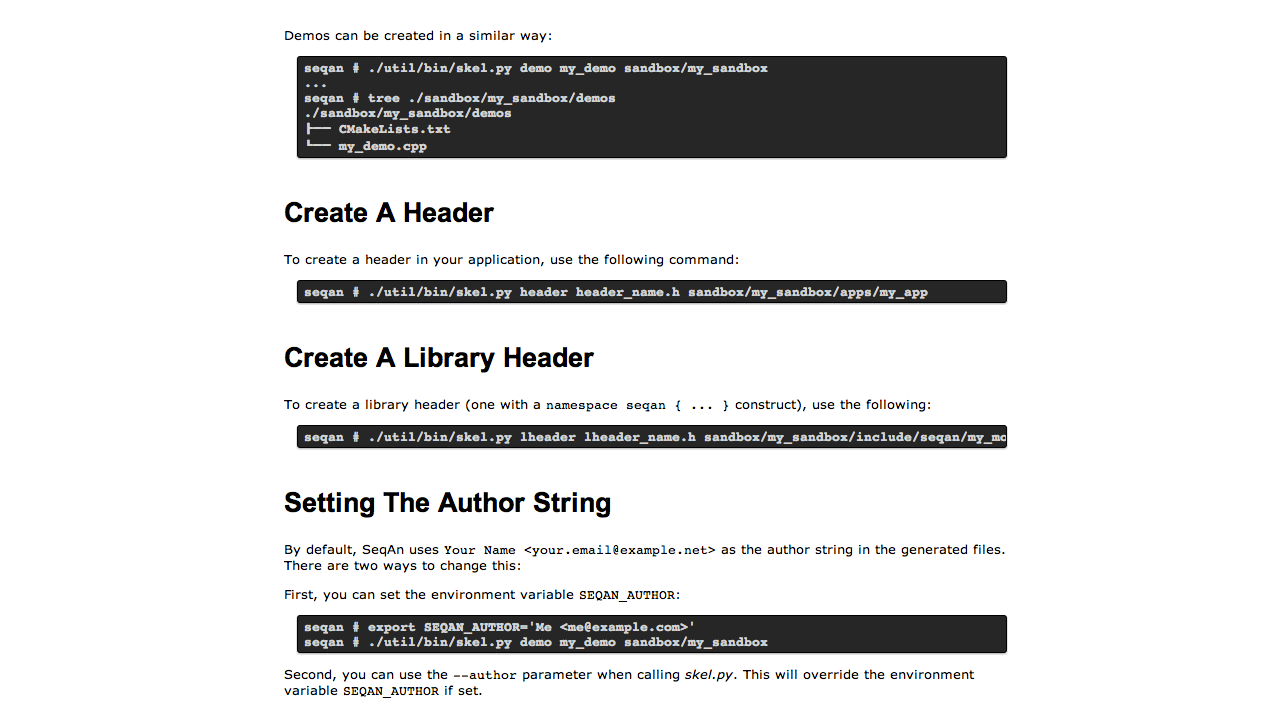 Demos can be created in a similar way:
seqan # ./util/bin/skel.py demo my_demo sandbox/my_sandbox
...
seqan # tree ./sandbox/my_sandbox/demos
./sandbox/my_sandbox/demos
├── CMakeLists.txt
└── my_demo.cpp
Create A Header
To create a header in your application, use the following command:
seqan # ./util/bin/skel.py header header_name.h sandbox/my_sandbox/apps/my_app
Create A Library Header
To create a library header (one with a namespace seqan { ... } construct), use the following:
seqan # ./util/bin/skel.py lheader lheader_name.h sandbox/my_sandbox/include/seqan/my_mo
Setting The Author String
By default, SeqAn uses Your Name <your.email@example.net> as the author string in the generated files.
There are two ways to change this:
First, you can set the environment variable SEQAN_AUTHOR:
seqan # export SEQAN_AUTHOR='Me <me@example.com>'
seqan # ./util/bin/skel.py demo my_demo sandbox/my_sandbox
Second, you can use the --author parameter when calling skel.py. This will override the environment
variable SEQAN_AUTHOR if set.